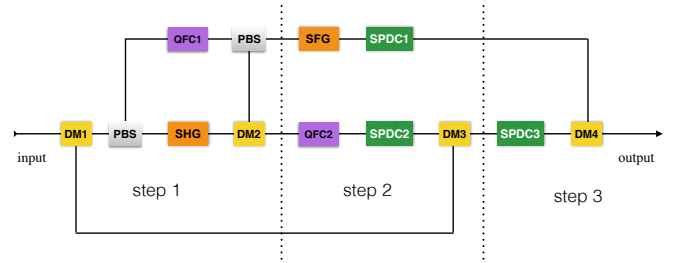 QFC1 PBS SFG SPDC1
DM1 PBS SHG DM2 QFC2 SPDC2 DM3 SPDC3 DM4
input output
step 1 step 2 step 3